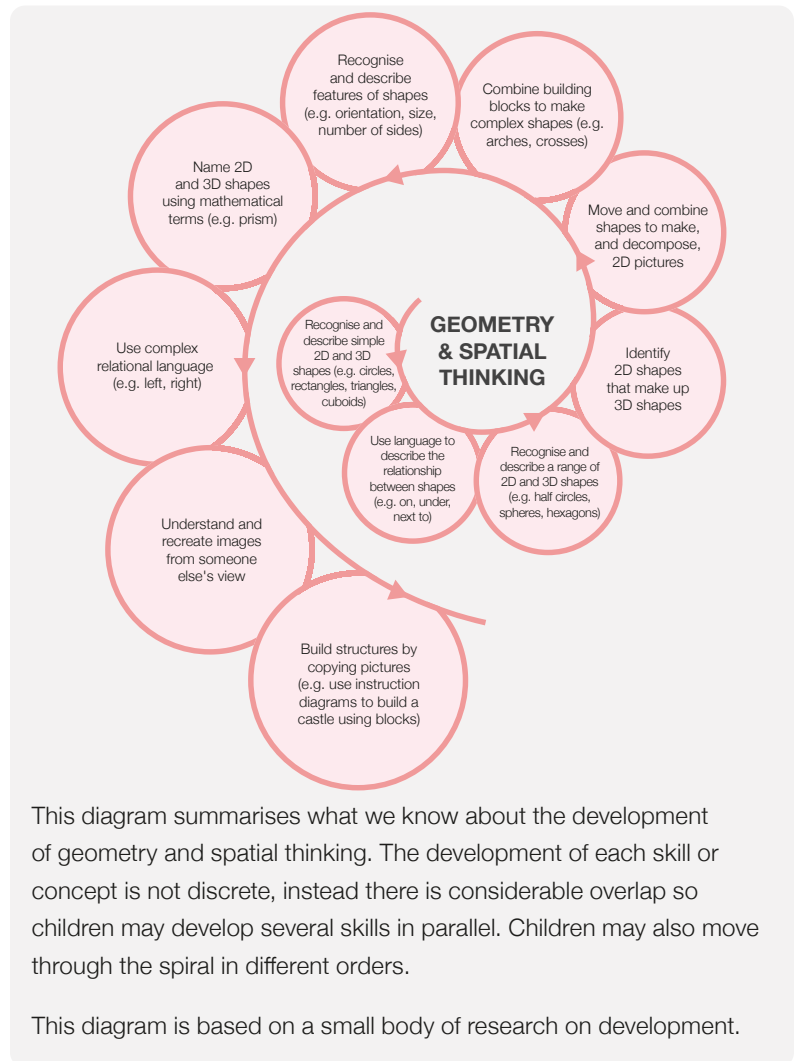 GEOMETRY
& SPATIAL
THINKING
Recognise and
describe simple
2D and 3D
shapes (e.g. circles,
rectangles, triangles,
cuboids)
Use language to
describe the
relationship
between shapes
(e.g. on, under,
next to)
Recognise and
describe a range of
2D and 3D shapes
(e.g. half circles,
spheres, hexagons)
Identify
2D shapes
that make up
3D shapes
Move and combine
shapes to make,
and decompose,
2D pictures
Combine building
blocks to make
complex shapes (e.g.
arches, crosses)
Recognise
and describe
features of shapes
(e.g. orientation, size,
number of sides)
Name 2D
and 3D shapes
using mathematical
terms (e.g. prism)
Use complex
relational language
(e.g. left, right)
Understand and
recreate images
from someone
else's view
Build structures by
copying pictures
(e.g. use instruction
diagrams to build a
castle using blocks)
This diagram summarises what we know about the development
of geometry and spatial thinking. The development of each skill or
concept is not discrete, instead there is considerable overlap so
children may develop several skills in parallel. Children may also move
through the spiral in different orders.
This diagram is based on a small body of research on development.